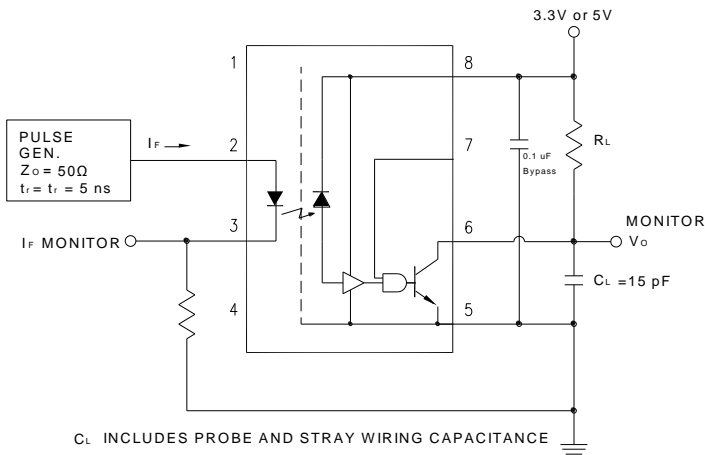 3.3V or 5V
1
8
PULSE
GEN.
ZO = 50Ω
tr = tr = 5 ns
IF
2
7
0.1 uF
Bypass
RL
IF MONITOR
3
6
MONITOR
VO
4
5
CL =15 pF
CL INCLUDES PROBE AND STRAY WIRING CAPACITANCE